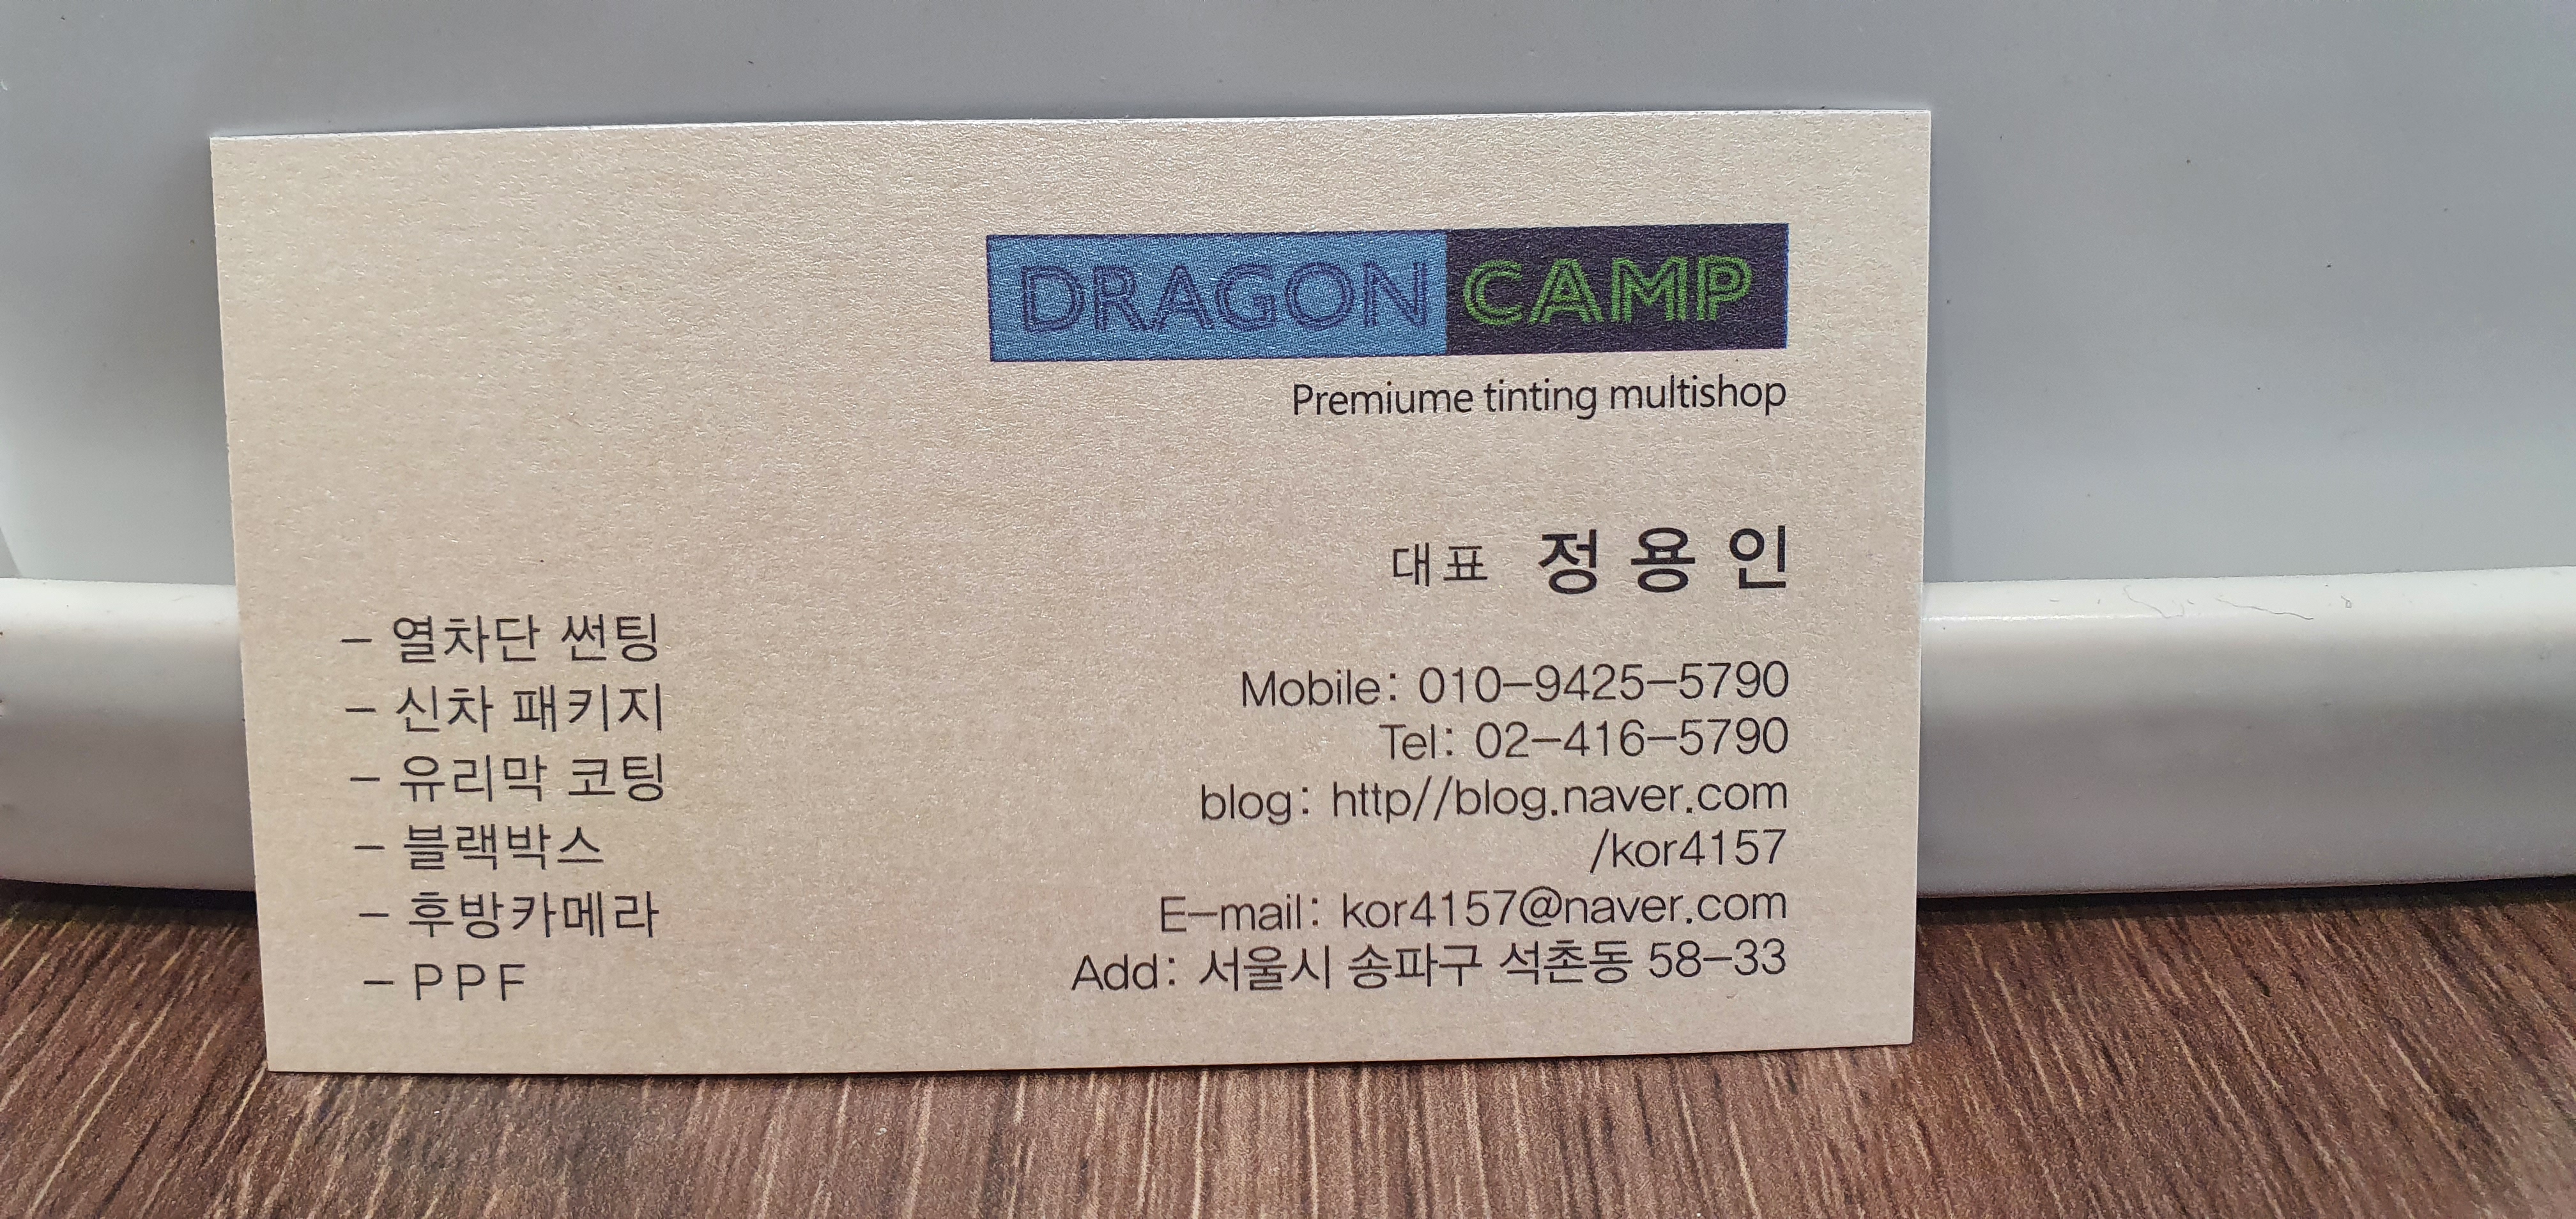 DRAGON CAMP
Premiume tinting multishop
대표 정용인
- 열차단 썬팅
- 신차 패키지
- 유리막 코팅
- 블랙박스
- 후방카메라
- PPF
Mobile: 010-9425-5790
Tel: 02-416-5790
blog: http//blog.naver.com
/kor4157
E-mail: kor4157@naver.com
Add: 서울시 송파구 석촌동 58-33